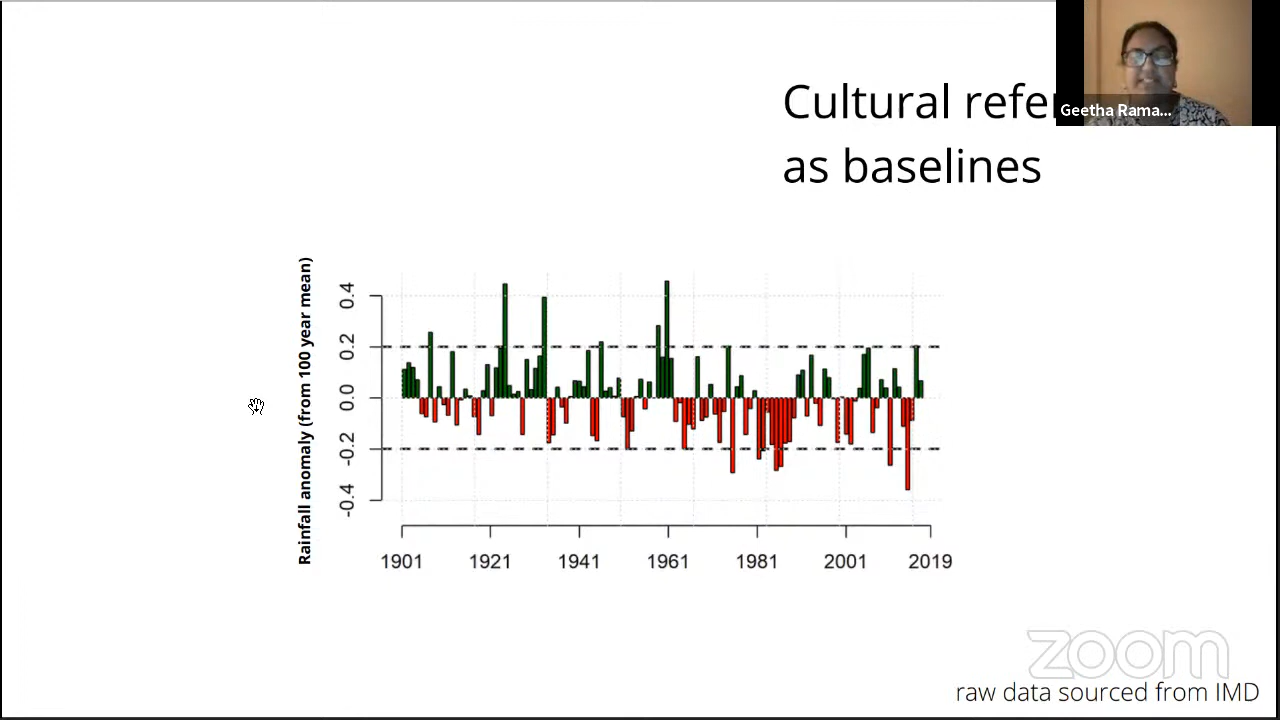 Cultural refe
as baselines
Geetha Rama...
Rainfall anomaly (from 100 year mean)
0.4
0.2
0.0
-0.2
-0.4
1901 1921 1941 1961 1981 2001 2019
zoom
raw data sourced from IMD